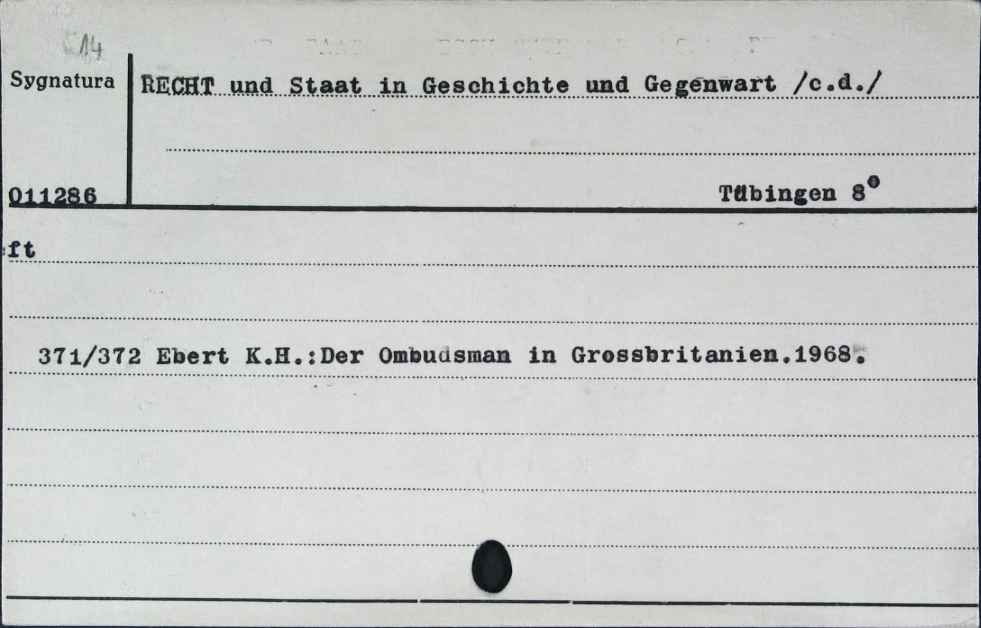 14
Sygnatura
RECHT und Staat in Geschichte und Gegenwart /c.d./
011286
Tübingen 8°
ft
371/372 Ebert K.H.:Der Ombudsman in Grossbritanien.1968.